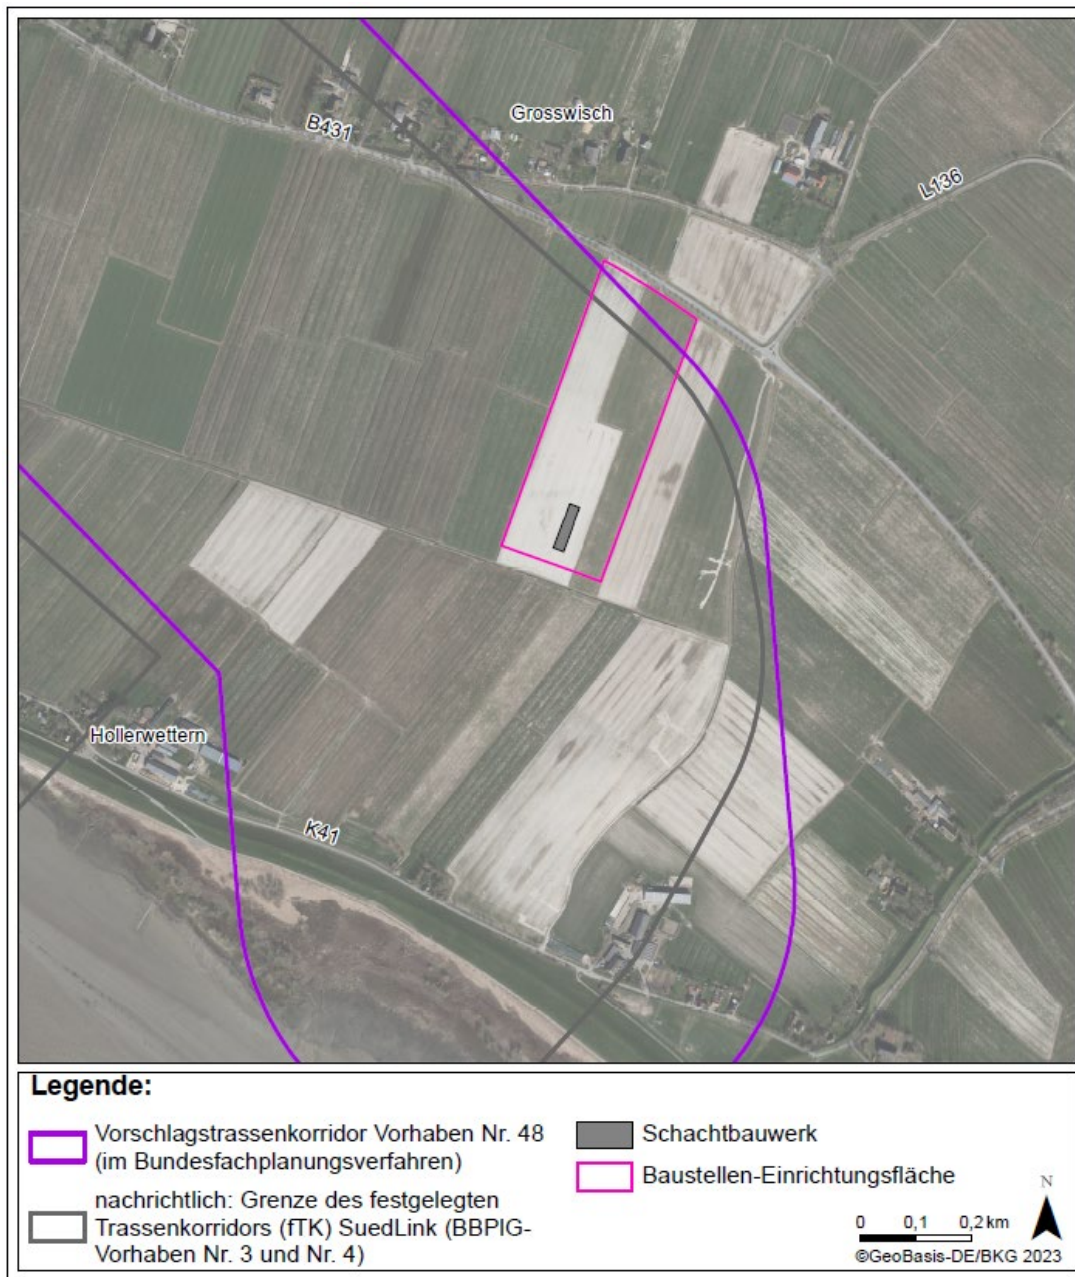 Grosswisch
B431
L136
Hollerwettern
K41
Legende:
Vorschlagstrassenkorridor Vorhaben Nr. 48
(im Bundesfachplanungsverfahren)
nachrichtlich: Grenze des festgelegten
Trassenkorridors (fTK) SuedLink (BBPlG-
Vorhaben Nr. 3 und Nr. 4)
Schachtbauwerk
Baustellen-Einrichtungsfläche
N
0 0,1 0,2 km
©GeoBasis-DE/BKG 2023